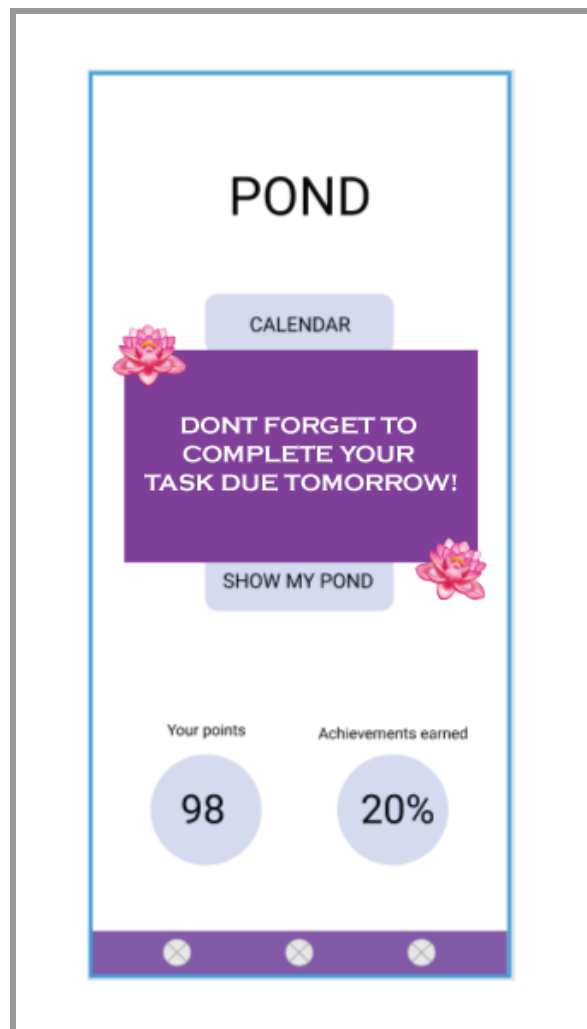 POND
CALENDAR
DONT FORGET TO
COMPLETE YOUR
TASK DUE TOMORROW!
SHOW MY POND
Your points
Achievements earned
98
20%